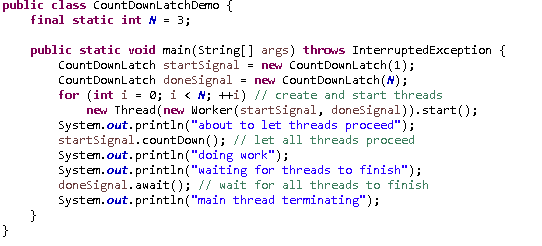 public class CountDownLatchDemo {
final static int N = 3;
public static void main(String[] args) throws InterruptedException {
CountDownLatch startSignal = new CountDownLatch(1);
CountDownLatch doneSignal = new CountDownLatch(N);
for (int i = 0; i < N; ++i) // create and start threads
new Thread(new Worker(startSignal, doneSignal)).start();
System.out.println("about to let threads proceed");
startSignal.countDown(); // let all threads proceed
System.out.println("doing work");
System.out.println("waiting for threads to finish");
doneSignal.await(); // wait for all threads to finish
System.out.println("main thread terminating");
}
}